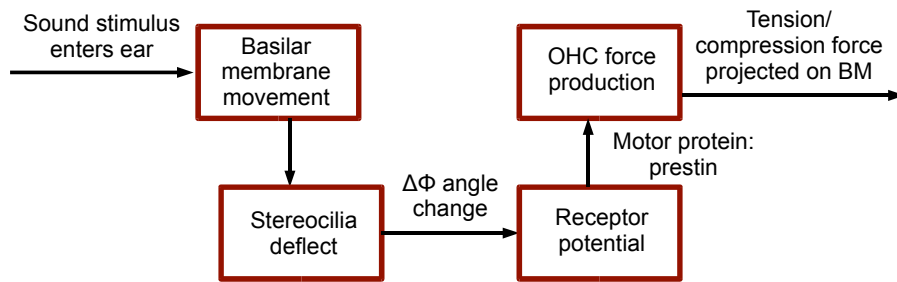 Sound stimulus
enters ear
Basilar
membrane
movement
Stereocilia
deflect
ΔΦ angle
change
Receptor
potential
Motor protein:
prestin
OHC force
production
Tension/
compression force
projected on BM